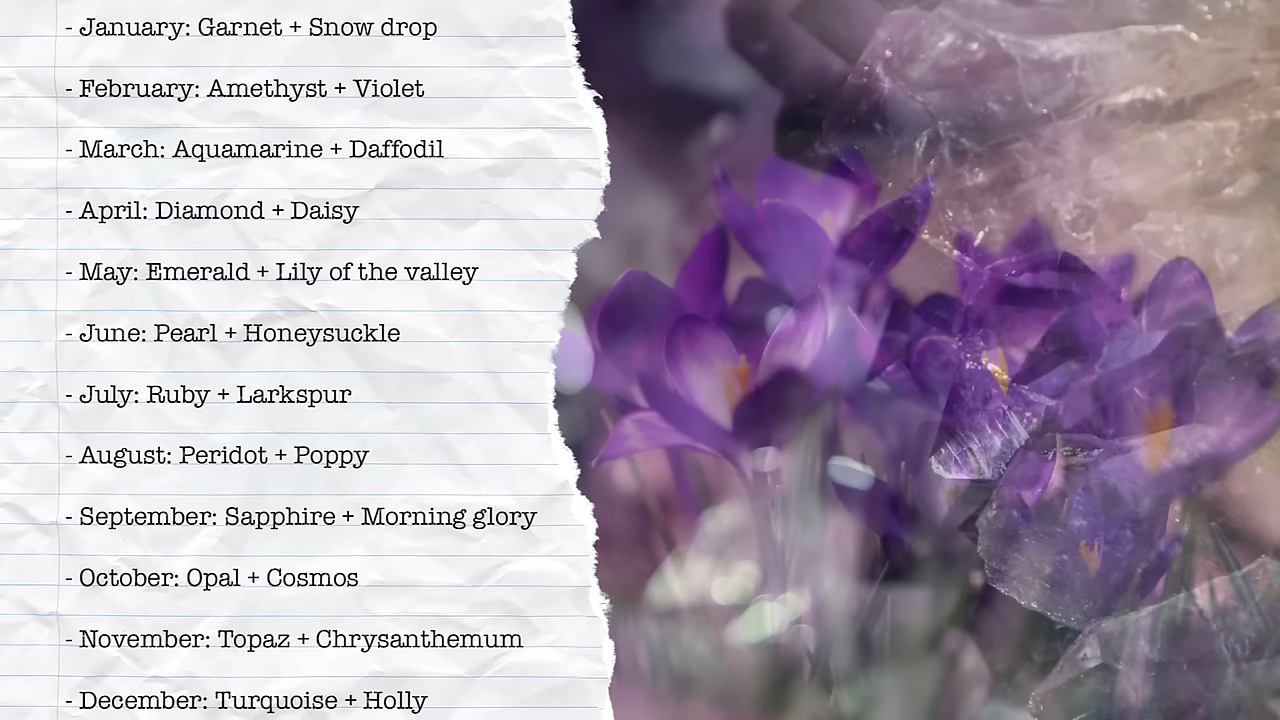 - January: Garnet + Snow drop
- February: Amethyst + Violet
- March: Aquamarine + Daffodil
- April: Diamond + Daisy
- May: Emerald + Lily of the valley
- June: Pearl + Honeysuckle
- July: Ruby + Larkspur
- August: Peridot + Poppy
- September: Sapphire + Morning glory
- October: Opal + Cosmos
- November: Topaz + Chrysanthemum
- December: Turquoise + Holly